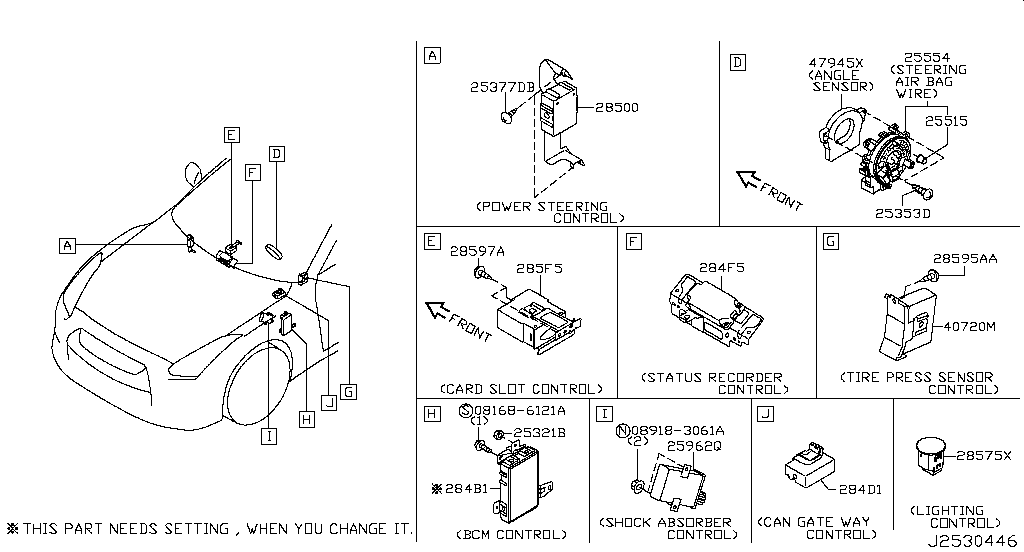 A
25377DB
28500
(POWER STEERING
CONTROL)
D
47945X
(ANGLE
SENSOR)
25554
(STEERING
AIR BAG
WIRE)
25515
FRONT
25353D
E
F
D
A
G
J
H
I
E
28597A
285F5
FRONT
(CARD SLOT CONTROL)
F
284F5
(STATUS RECORDER
CONTROL)
G
28595AA
40720M
(TIRE PRESS SENSOR
CONTROL)
H
S08168-6121A
(1)
25321B
※284B1
(BCM CONTROL)
I
N08918-3061A
(2)
25962Q
(SHOCK ABSORBER
CONTROL)
J
284D1
(CAN GATE WAY
CONTROL)
28575X
(LIGHTING
CONTROL)
※THIS PART NEEDS SETTING , WHEN YOU CHANGE IT.
J2530446